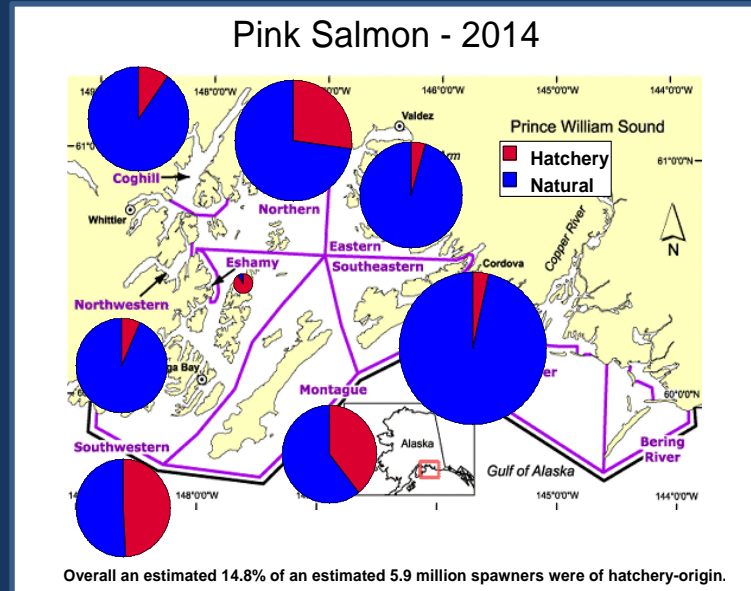 Pink Salmon - 2014
148°0'0"W
146°0'0"W
145°0'0"W
144°0'0"W
Valdez
Prince William Sound
61°0'0"N
Hatchery
Natural
Coghill
Whittier
Northern
Eastern
Southeastern
Eshamy
Cordova
Copper River
N
Northwestern
Montague
60°0'0"N
Southwestern
Alaska
Gulf of Alaska
Bering
River
148°0'0"W
145°0'0"W
144°0'0"W
Overall an estimated 14.8% of an estimated 5.9 million spawners were of hatchery-origin.